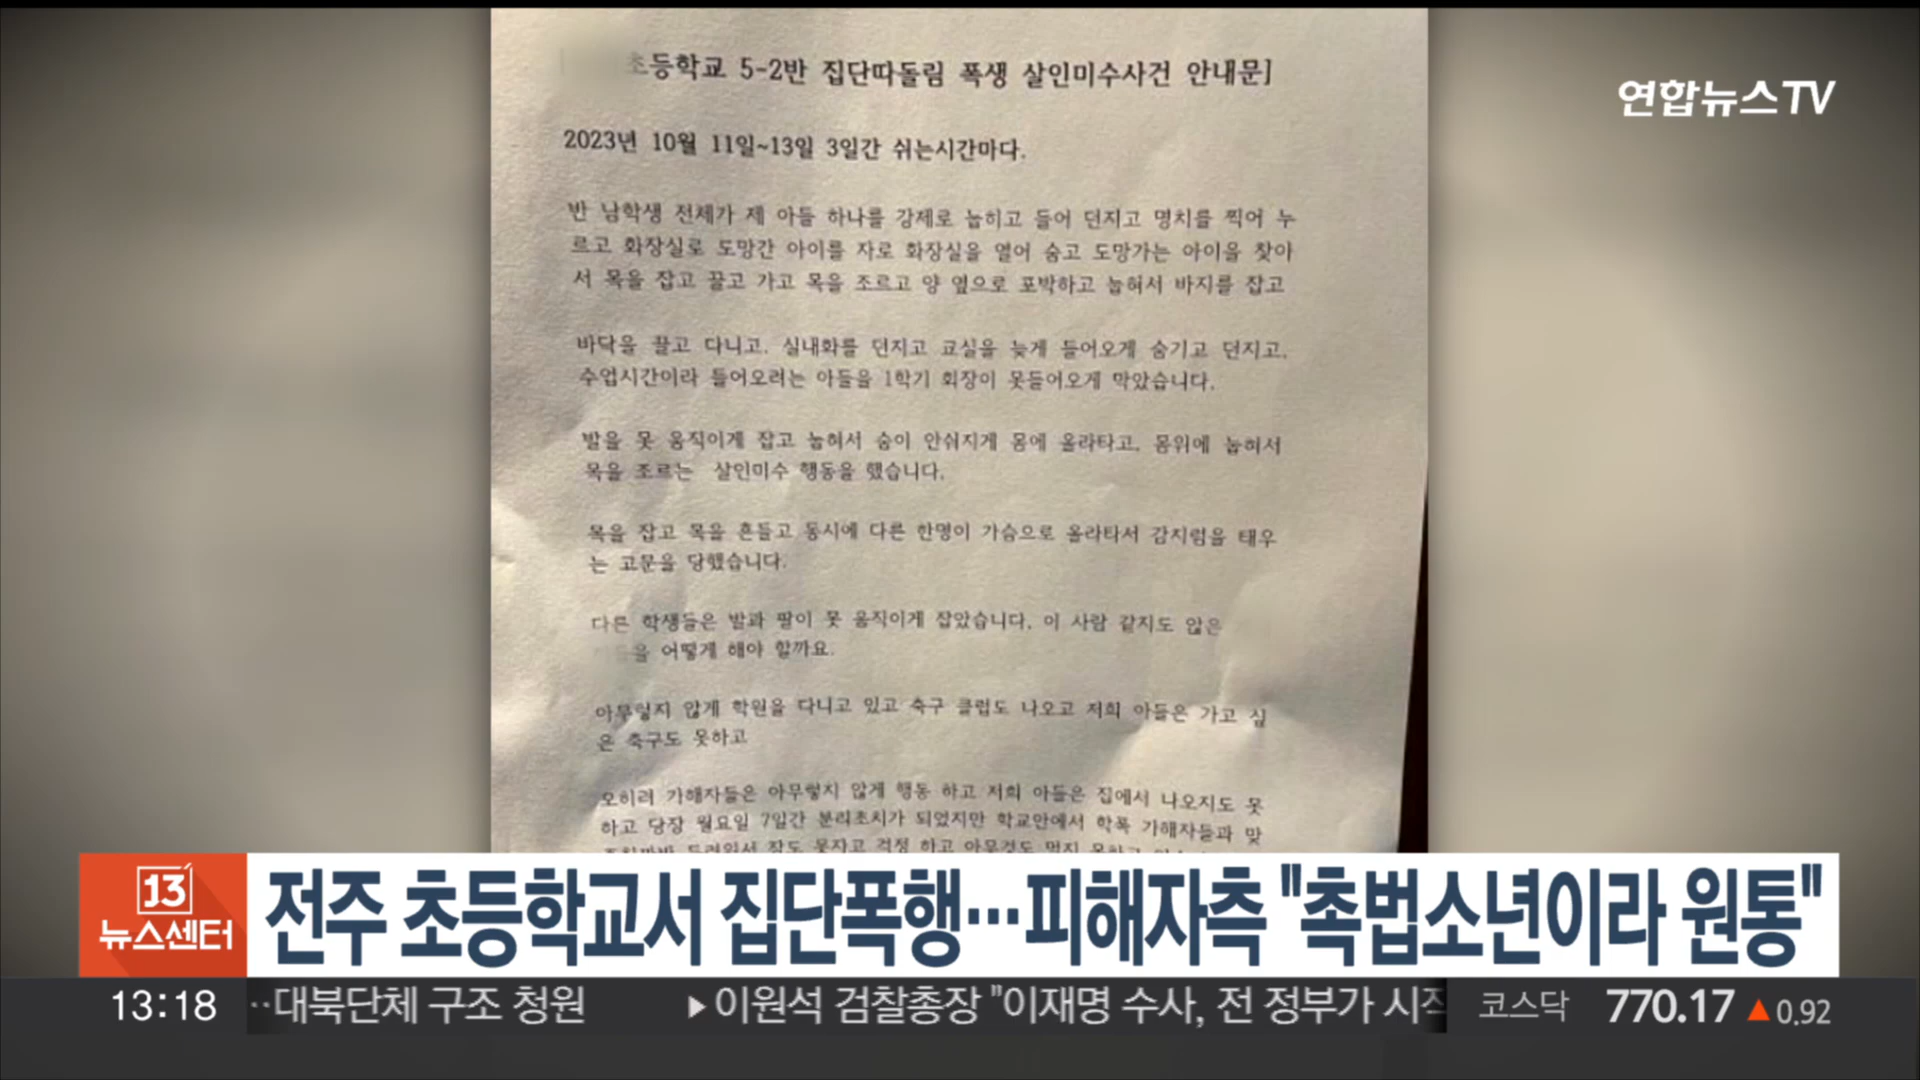 초등학교 5-2반 집단따돌림 폭생 살인미수사건 안내문]
연합뉴스TV
2023년 10월 11일~13일 3일간 쉬는시간마다.
반 남학생 전체가 제 아들 하나를 강제로 눕히고 들어 던지고 명치를 찍어 누
르고 화장실로 도망간 아이를 자로 화장실을 열어 숨고 도망가는 아이을 찾아
서 목을 잡고 끌고 가고 목을 조르고 양 옆으로 포박하고 눕혀서 바지를 잡고
바닥을 끌고 다니고. 실내화를 던지고 교실을 늦게 들어오게 숨기고 던지고.
수업시간이라 들어오려는 아들을 1학기 회장이 못들어오게 막았습니다.
발을 못 움직이게 잡고 눕혀서 숨이 안쉬지게 몸에 올라타고. 몸위에 눕혀서
목을 조르는 살인미수 행동을 했습니다.
목을 잡고 목을 흔들고 동시에 다른 한명이 가슴으로 올라타서 감지럼을 태우
는 고문을 당했습니다.
다른 학생들은 발과 팔이 못 움직이게 잡았습니다. 이 사람 같지도 않은
을 어떻게 해야 할까요.
아무렇지 않게 학원을 다니고 있고 축구 클럽도 나오고 저희 아들은 가고 싶
은 축구도 못하고
오히려 가해자들은 아무렇지 않게 행동 하고 저희 아들은 집에서 나오지도 못
하고 당장 월요일 7일간 분리조치가 되었지만 학교안에서 학폭 가해자들과 맞
두려워서 잠도 못자고 걱정 하고 아무것도 먹지 못하고
13 뉴스센터
전주 초등학교서 집단폭행…피해자측 "촉법소년이라 원통"
13:18 ··대북단체 구조 청원 ▶이원석 검찰총장 "이재명 수사, 전 정부가 시작 코스닥 770.17 ▲0.92